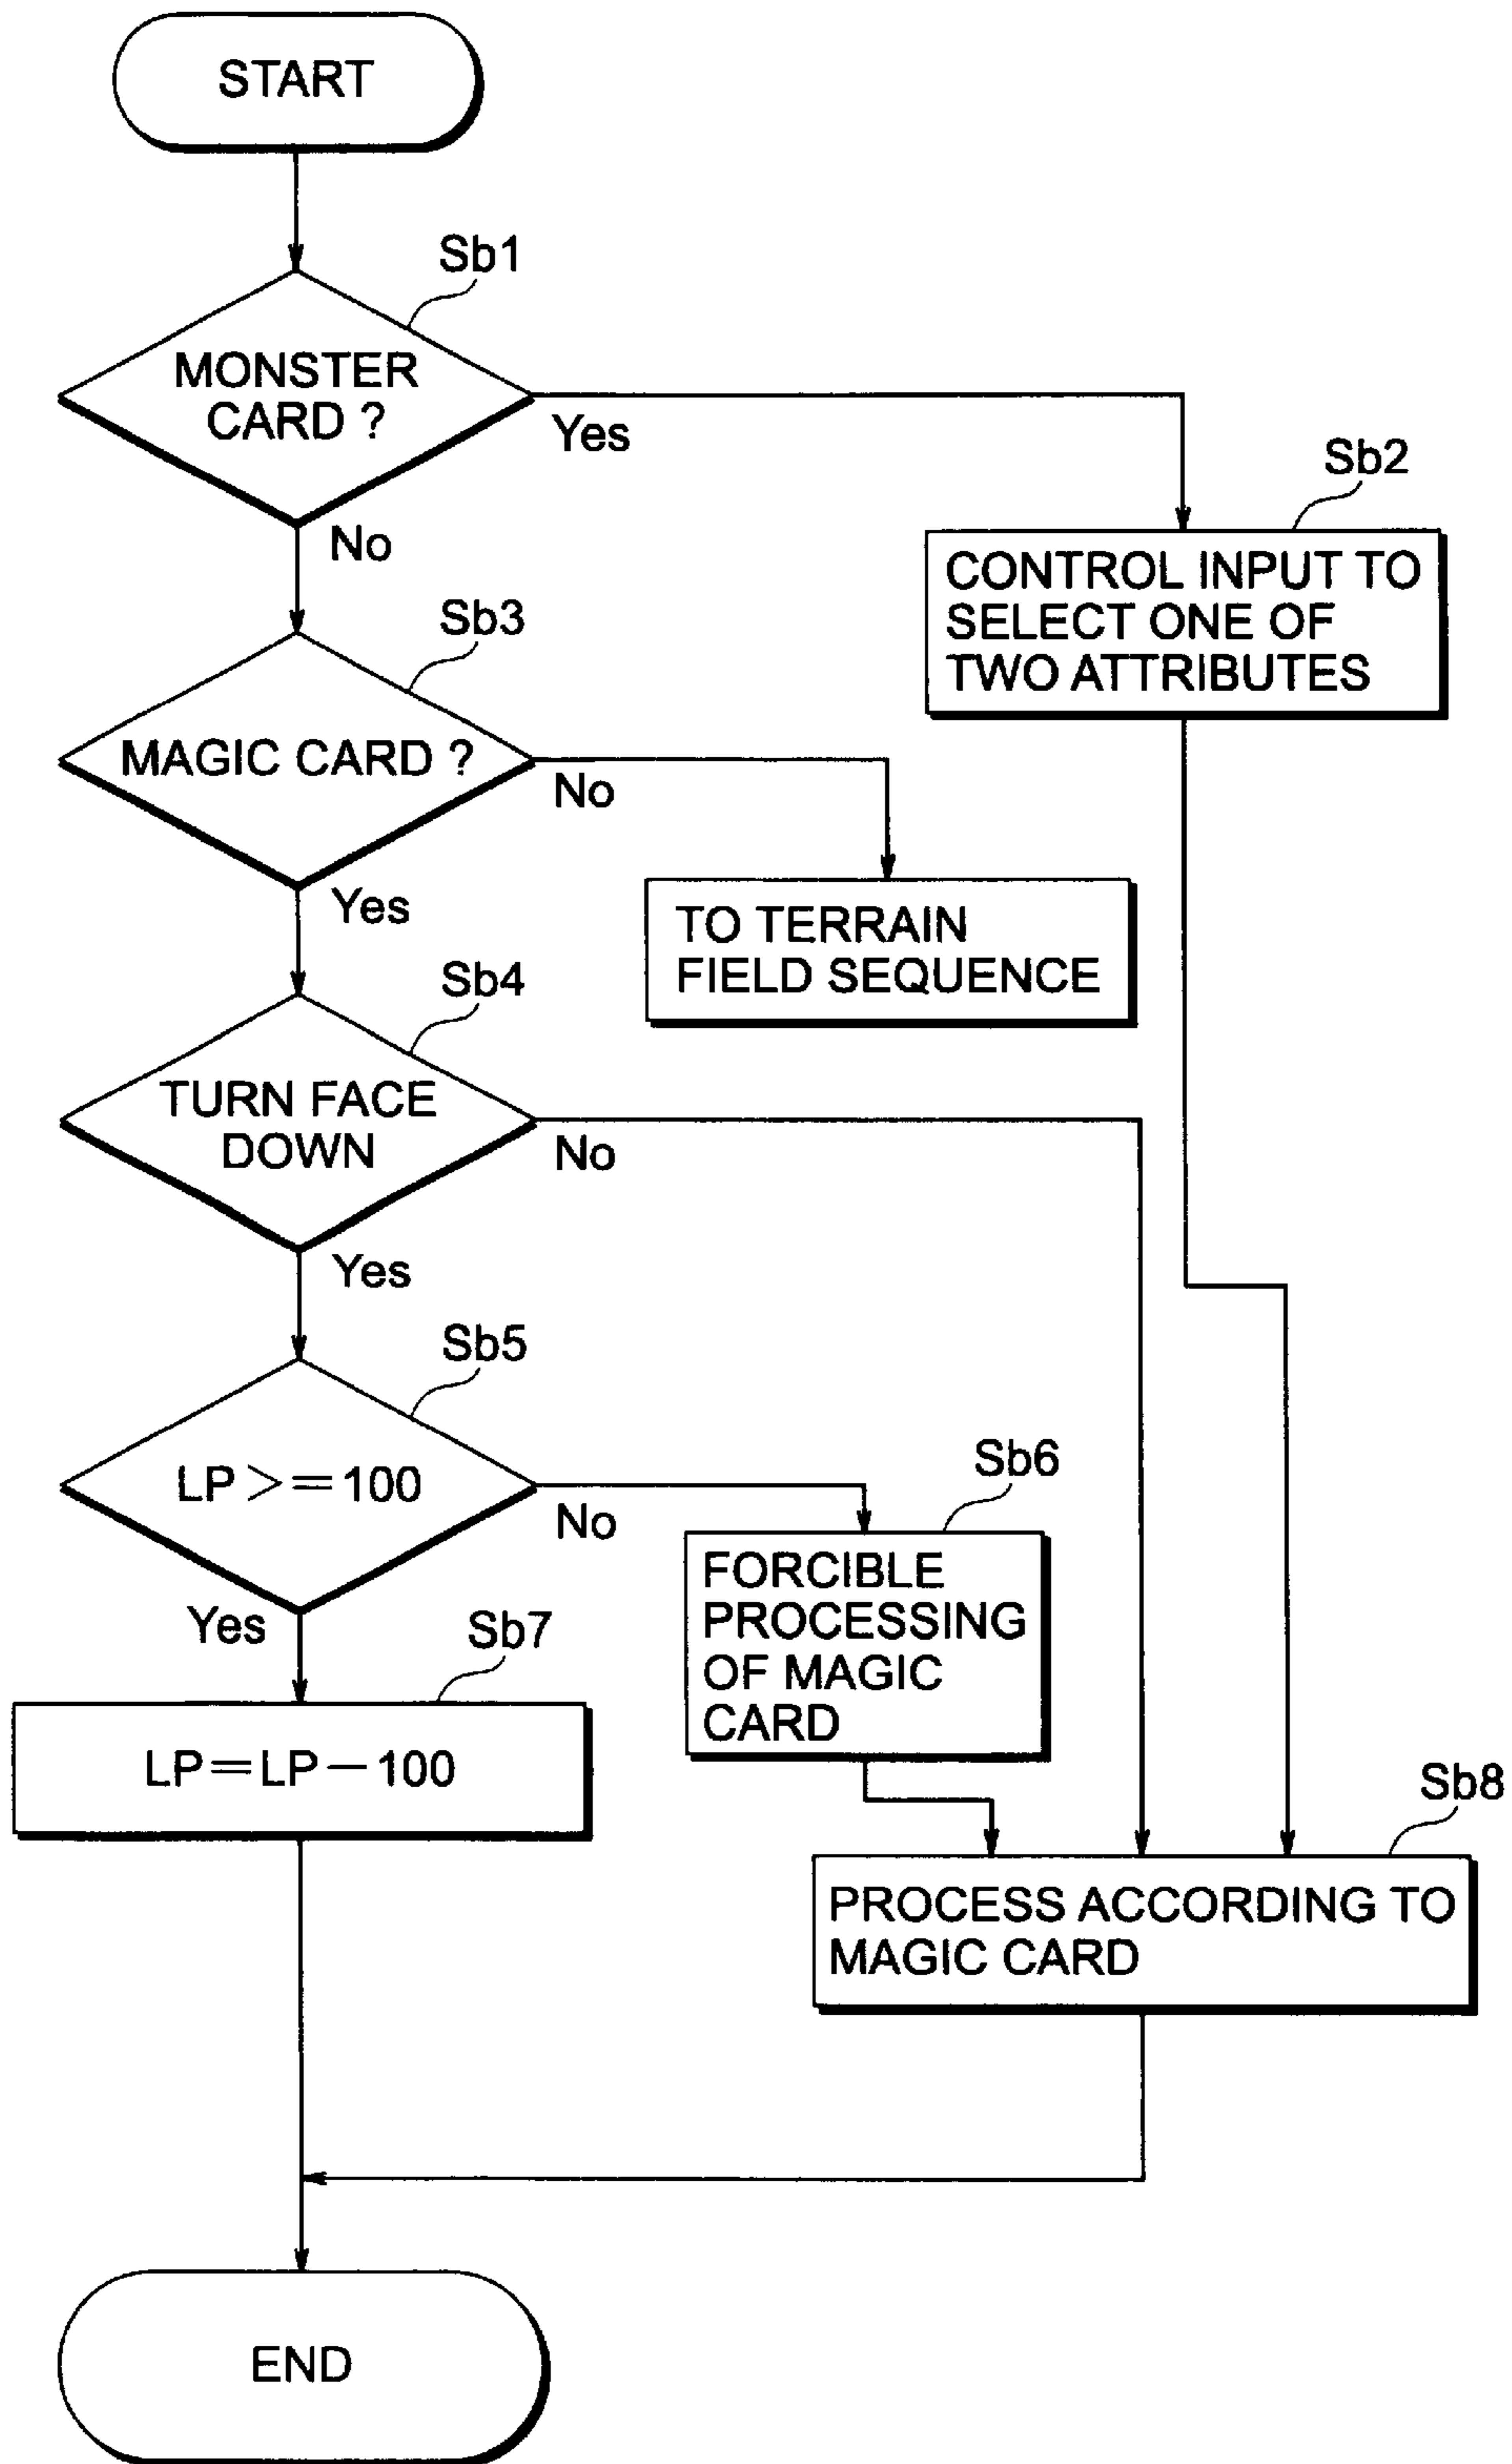 START
Sb1
MONSTER
CARD ?
Yes
No
Sb2
CONTROL INPUT TO
SELECT ONE OF
TWO ATTRIBUTES
Sb3
MAGIC CARD ?
No
Yes
TO TERRAIN
FIELD SEQUENCE
Sb4
TURN FACE
DOWN
No
Yes
Sb5
LP >=100
No
Yes
Sb6
FORCIBLE
PROCESSING
OF MAGIC
CARD
Sb7
LP=LP-100
Sb8
PROCESS ACCORDING TO
MAGIC CARD
END